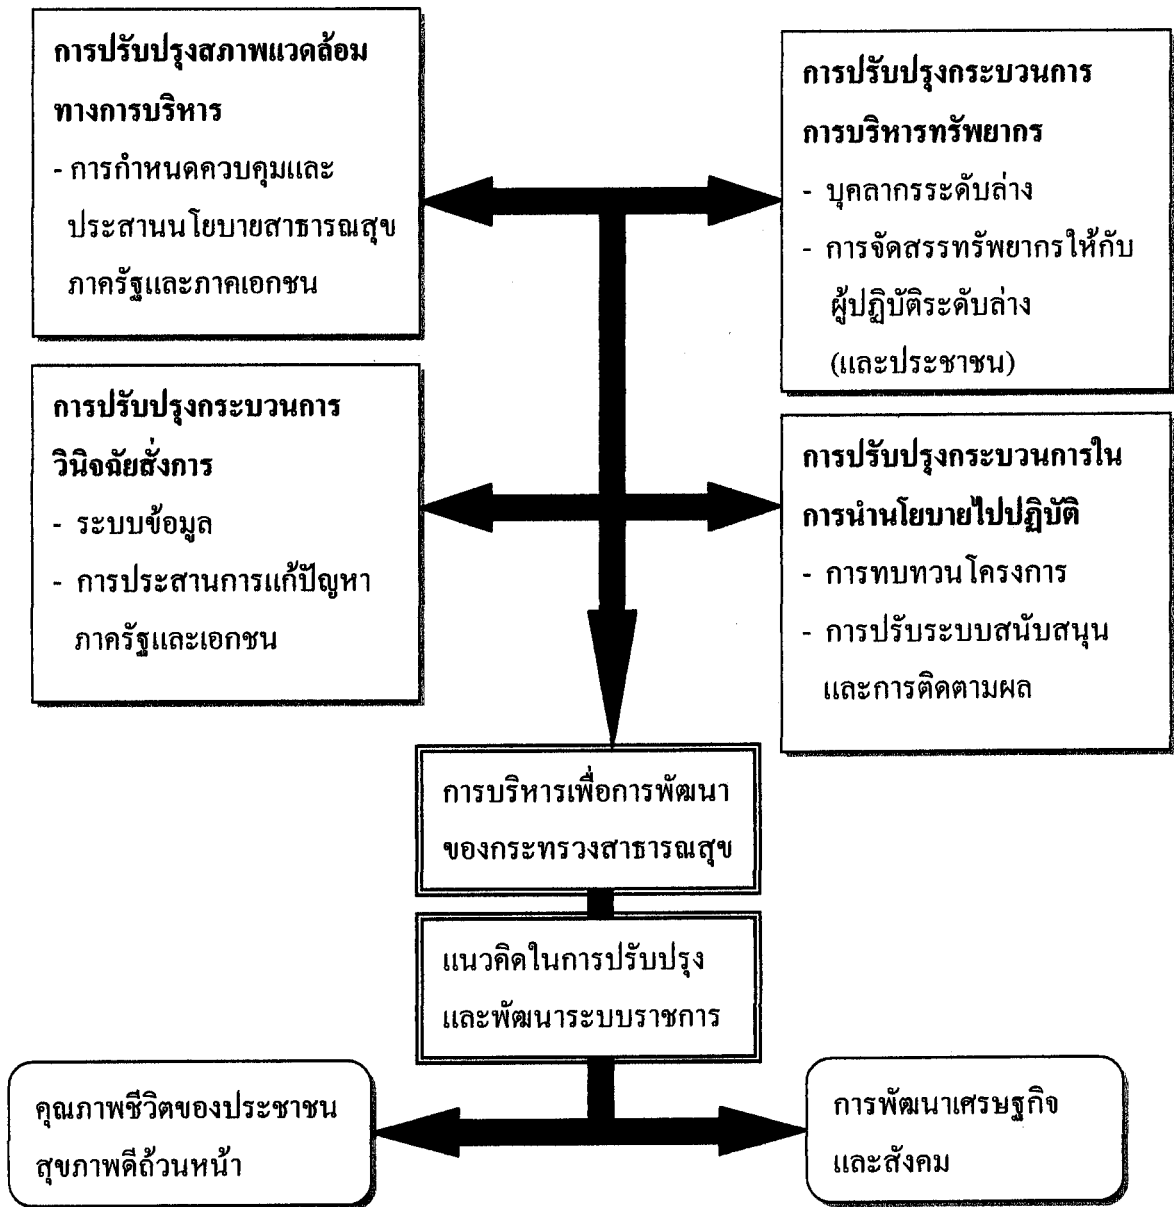 การปรับปรุงสภาพแวดล้อม
ทางการบริหาร
- การกำหนดควบคุมและ
ประสานนโยบายสาธารณสุข
ภาครัฐและภาคเอกชน
การปรับปรุงกระบวนการ
การบริหารทรัพยากร
- บุคลากรระดับล่าง
- การจัดสรรทรัพยากรให้กับ
ผู้ปฏิบัติระดับล่าง
(และประชาชน)
การปรับปรุงกระบวนการ
วินิจฉัยสั่งการ
- ระบบข้อมูล
- การประสานการแก้ปัญหา
ภาครัฐและเอกชน
การปรับปรุงกระบวนการใน
การนำนโยบายไปปฏิบัติ
- การทบทวนโครงการ
- การปรับระบบสนับสนุน
และการติดตามผล
การบริหารเพื่อการพัฒนา
ของกระทรวงสาธารณสุข
แนวคิดในการปรับปรุง
และพัฒนาระบบราชการ
คุณภาพชีวิตของประชาชน
สุขภาพดีถ้วนหน้า
การพัฒนาเศรษฐกิจ
และสังคม